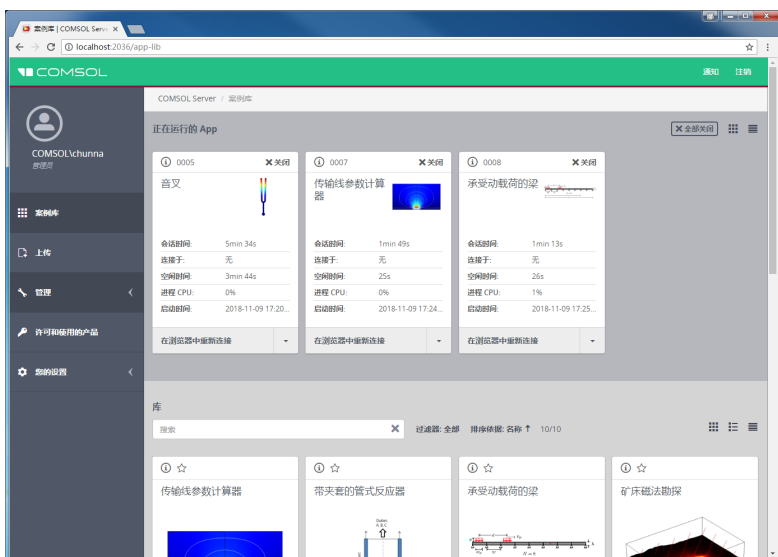 案例库 | COMSOL Serve
localhost:2036/app-lib
COMSOL
通知 注销
COMSOL\chunna
管理员
案例库
上传
管理
许可和使用的产品
您的设置
COMSOL Server / 案例库
正在运行的 App
全部关闭
0005 关闭
音叉
会话时间: 5min 34s
连接于: 无
空闲时间: 3min 44s
进程 CPU: 0%
启动时间: 2018-11-09 17:20...
在浏览器中重新连接
0007 关闭
传输线参数计算
器
会话时间: 1min 49s
连接于: 无
空闲时间: 25s
进程 CPU: 0%
启动时间: 2018-11-09 17:24...
在浏览器中重新连接
0008 关闭
承受动载荷的梁
会话时间: 1min 13s
连接于: 无
空闲时间: 26s
进程 CPU: 1%
启动时间: 2018-11-09 17:25...
在浏览器中重新连接
库
搜索
过滤器: 全部 排序依据: 名称 10/10
传输线参数计算器
带夹套的管式反应器
承受动载荷的梁
矿床磁法勘探